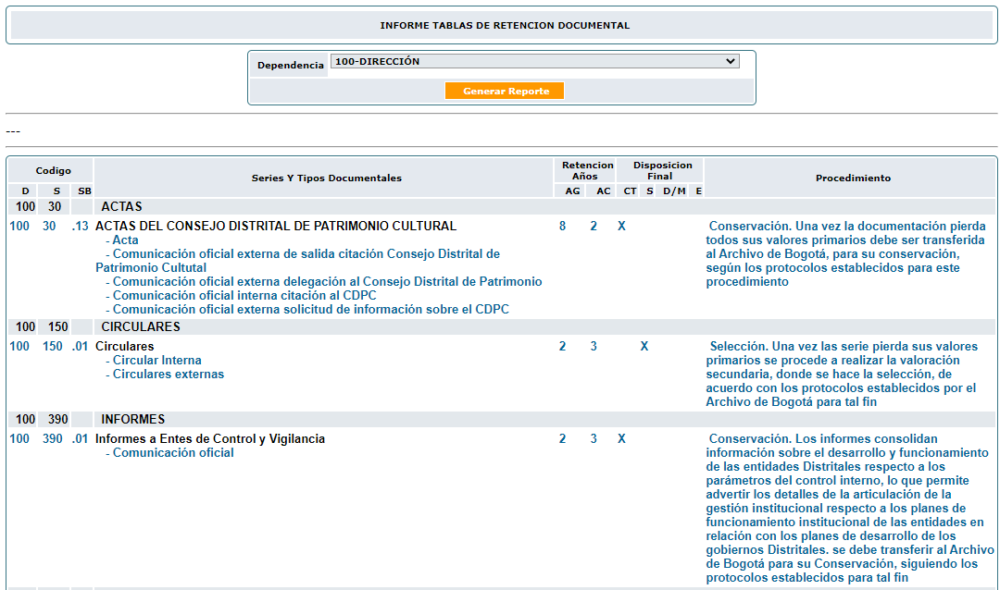 INFORME TABLAS DE RETENCION DOCUMENTAL
Dependencia 100-DIRECCIÓN
Generar Reporte
---
Codigo Series Y Tipos Documentales Retencion Años Disposicion Final Procedimiento
D S SB AG AC CT S D/M E
100 30 ACTAS
100 30 .13 ACTAS DEL CONSEJO DISTRITAL DE PATRIMONIO CULTURAL 8 2 X Conservación. Una vez la documentación pierda
- Acta todos sus valores primarios debe ser transferida
- Comunicación oficial externa de salida citación Consejo Distrital de al Archivo de Bogotá, para su conservación,
Patrimonio Cultutal según los protocolos establecidos para este
- Comunicación oficial externa delegación al Consejo Distrital de Patrimonio procedimiento
- Comunicación oficial interna citación al CDPC
- Comunicación oficial externa solicitud de información sobre el CDPC
100 150 CIRCULARES
100 150 .01 Circulares 2 3 X Selección. Una vez las serie pierda sus valores
- Circular Interna primarios se procede a realizar la valoración
- Circulares externas secundaria, donde se hace la selección, de
acuerdo con los protocolos establecidos por el
Archivo de Bogotá para tal fin
100 390 INFORMES
100 390 .01 Informes a Entes de Control y Vigilancia 2 3 X Conservación. Los informes consolidan
- Comunicación oficial información sobre el desarrollo y funcionamiento
de las entidades Distritales respecto a los
parámetros del control interno, lo que permite
advertir los detalles de la articulación de la
gestión institucional respecto a los planes de
funcionamiento institucional de las entidades en
relación con los planes de desarrollo de los
gobiernos Distritales. se debe transferir al Archivo
de Bogotá para su Conservación, siguiendo los
protocolos establecidos para tal fin